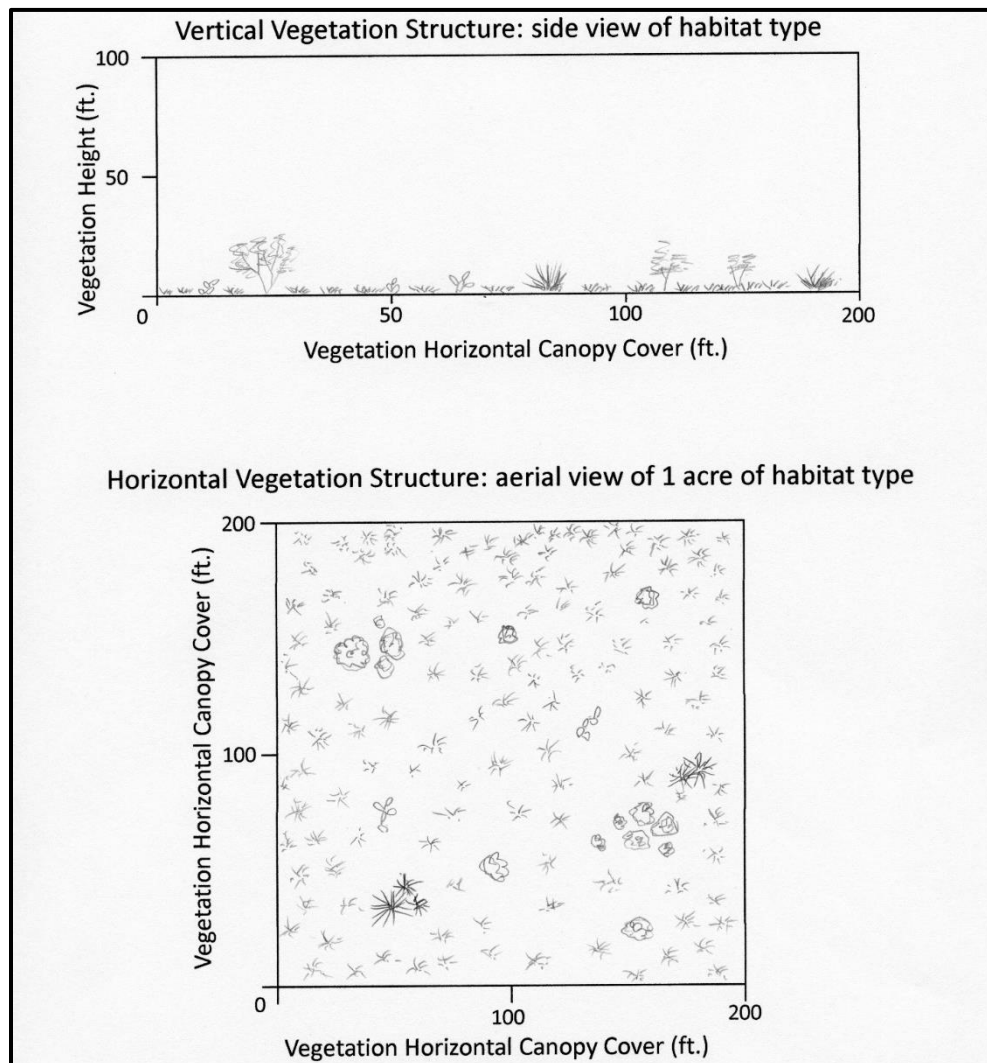 Vertical Vegetation Structure: side view of habitat type
100
50
Vegetation Height (ft.)
0
50
100
200
Vegetation Horizontal Canopy Cover (ft.)
Horizontal Vegetation Structure: aerial view of 1 acre of habitat type
200
100
Vegetation Horizontal Canopy Cover (ft.)
0
100
200
Vegetation Horizontal Canopy Cover (ft.)